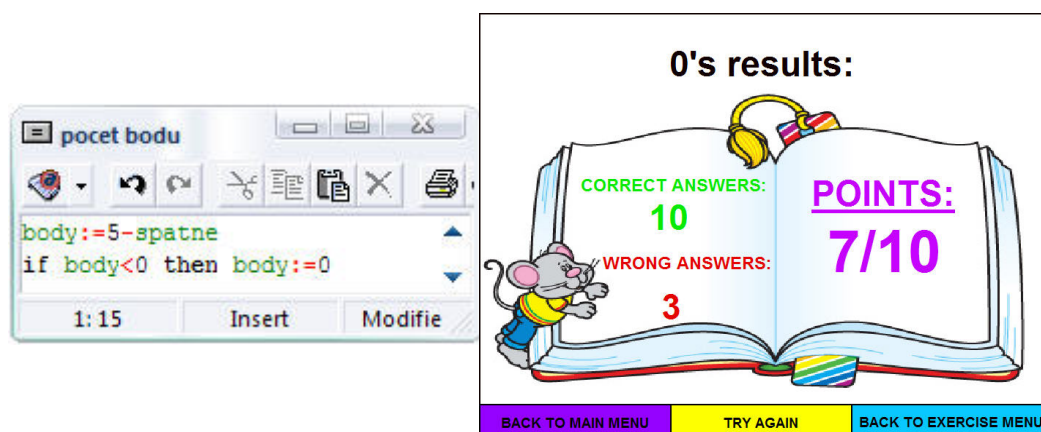 pocet bodu
body:=5-spatne
if body<0 then body:=0
1:15
Insert
Modifie
0's results:
CORRECT ANSWERS:
10
WRONG ANSWERS:
3
POINTS:
7/10
BACK TO MAIN MENU
TRY AGAIN
BACK TO EXERCISE MENU